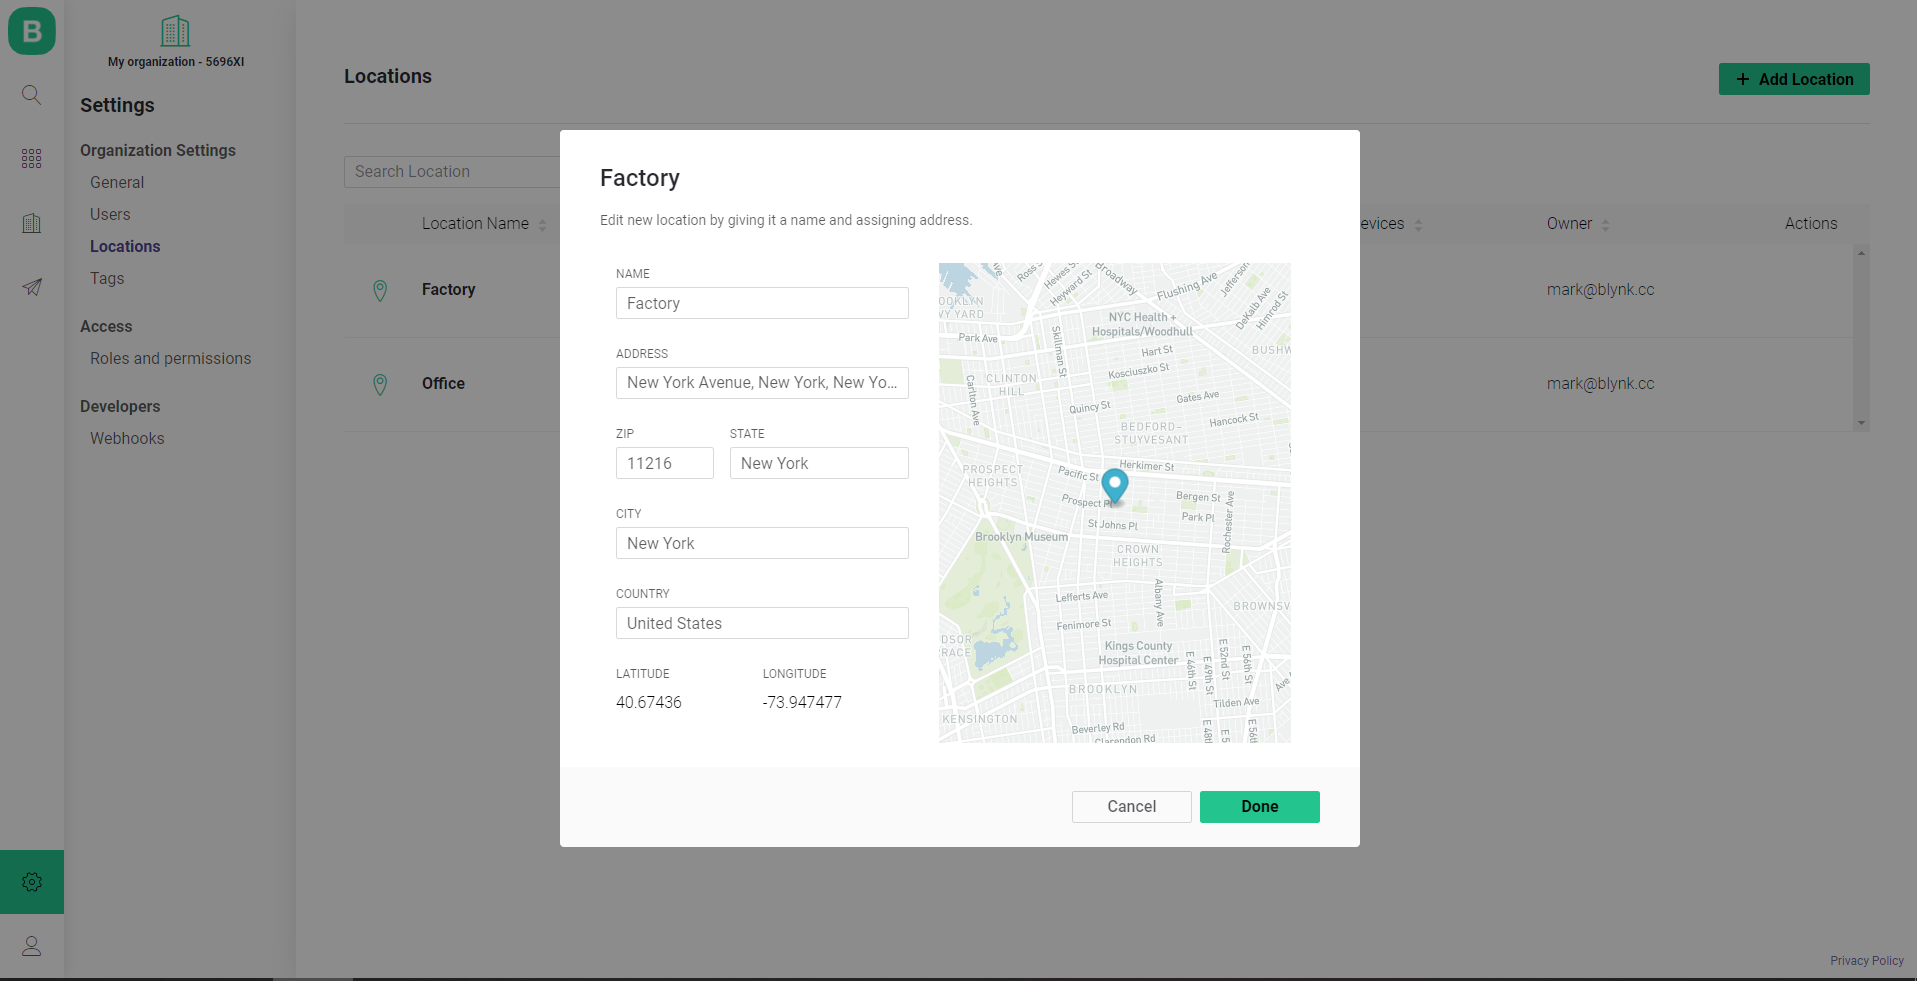 B
My organization - 5696XI
Settings
Organization Settings
General
Users
Locations
Tags
Access
Roles and permissions
Developers
Webhooks
Locations
+ Add Location
Search Location
Location Name
evices
Owner
Actions
Factory
mark@blynk.cc
Office
mark@blynk.cc
Factory
Edit new location by giving it a name and assigning address.
NAME
Factory
ADDRESS
New York Avenue, New York, New Yo...
ZIP
STATE
11216
New York
CITY
New York
COUNTRY
United States
LATITUDE
LONGITUDE
40.67436
-73.947477
Ross S
Hewes S
Heyward St
Broadway
Flushing Ave
Jefferson
DeKalb Ave
Himrod St
OOKLYN
VY YARD
NYC Health +
Hospitals/Woodhull
Park Ave
Skillman St
Hart St
BUSHW
Kosciuszko St
CLINTON
HILL
Carlton Ave
Gates Ave
Quincy St
Hancock St
BEDFORD-
STUYVESANT
PROSPECT
HEIGHTS
Herkimer St
Pacific St
Bergen St
Prospect Pl
Park Pl
Rochester Ave
St Johns Pl
Brooklyn Museum
CROWN
HEIGHTS
Albany Ave
Lefferts Ave
BROWNSV
Fenimore St
DSOR
RACE
Kings County
Hospital Center
E 46th St
E 49th St
E 52nd St
E 56th St
BROOKLYN
Ave
Tilden Ave
KENSINGTON
Beverley Rd
Clarendon Rd
E 48t
E 5
E 56t
Cancel
Done
Privacy Policy